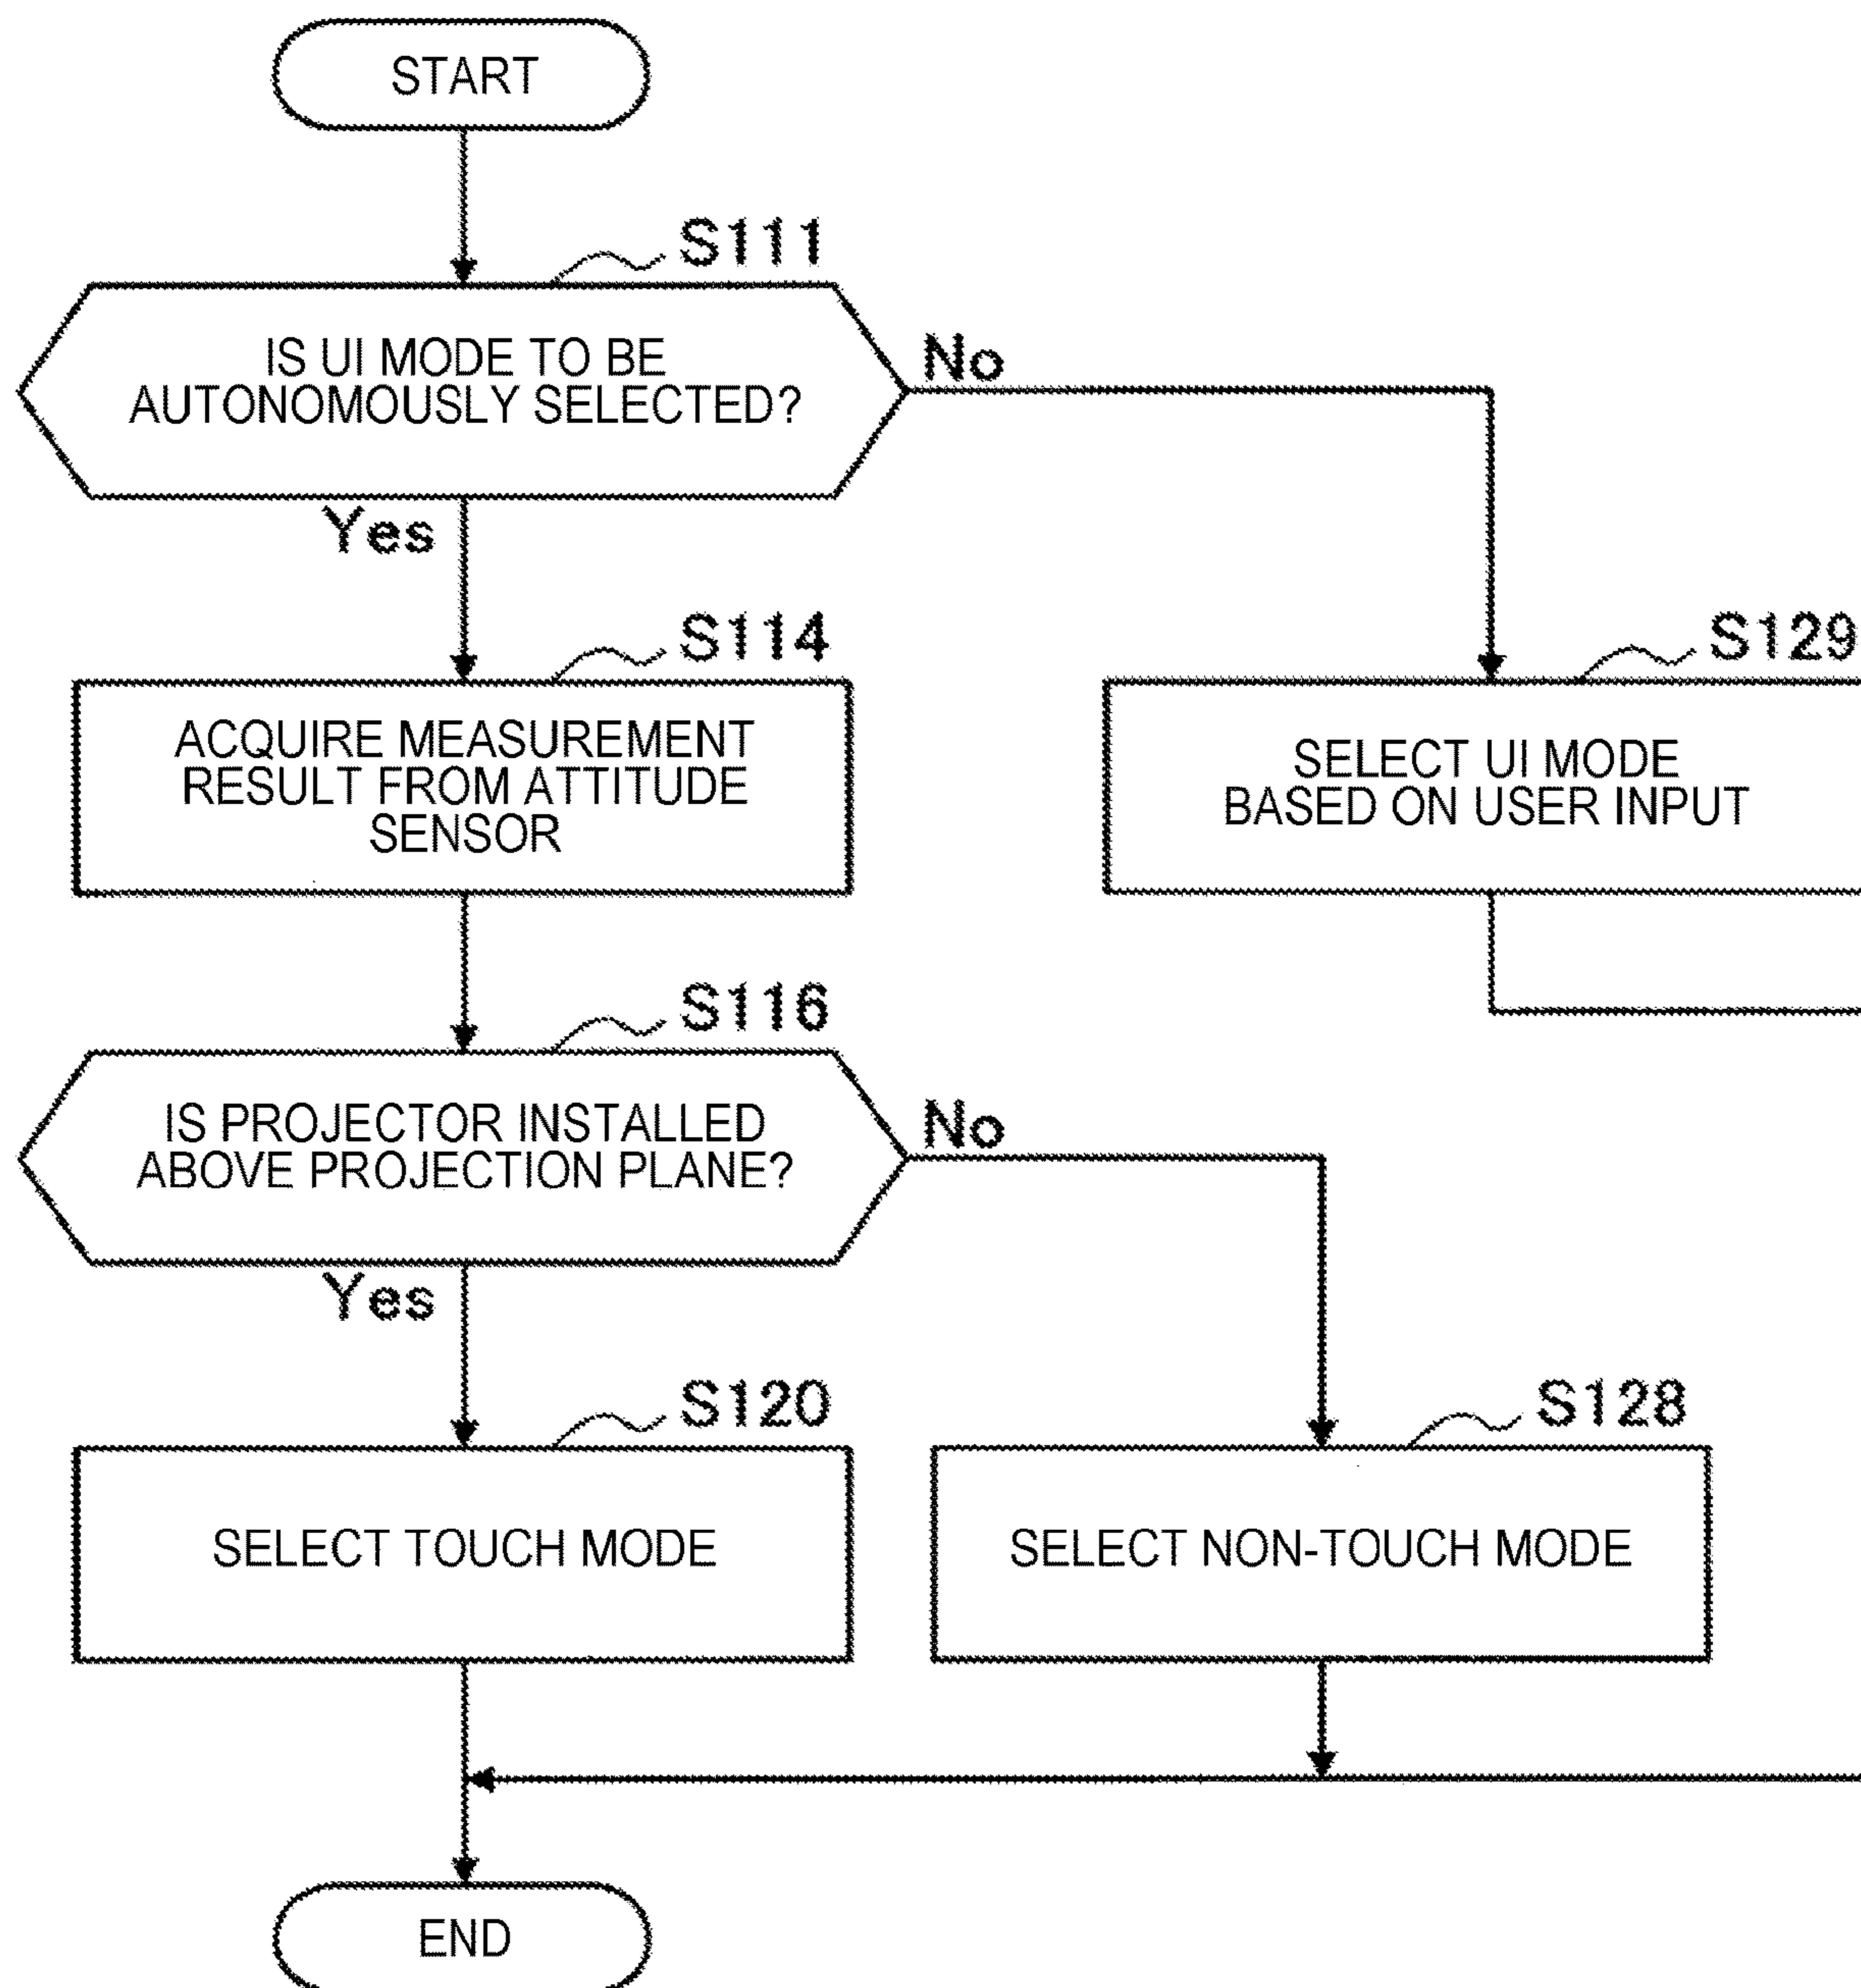 START
S111
IS UI MODE TO BE
AUTONOMOUSLY SELECTED?
No
Yes
S114
ACQUIRE MEASUREMENT
RESULT FROM ATTITUDE
SENSOR
S129
SELECT UI MODE
BASED ON USER INPUT
S116
IS PROJECTOR INSTALLED
ABOVE PROJECTION PLANE?
No
Yes
S120
SELECT TOUCH MODE
S128
SELECT NON-TOUCH MODE
END